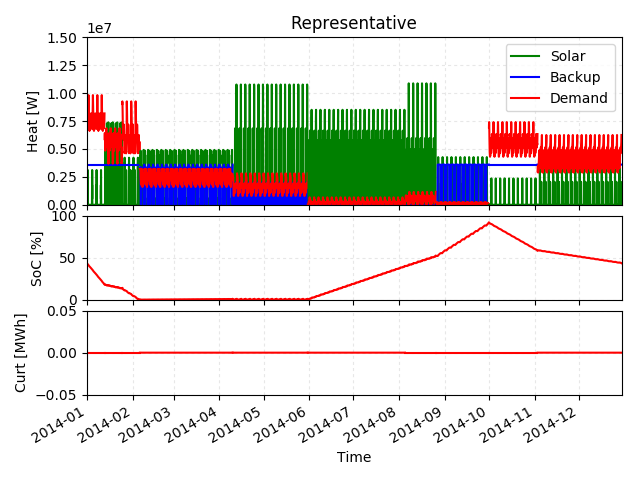 Representative
1e7
1.50
1.25
1.00
0.75
0.50
0.25
0.00
Heat [W]
Solar
Backup
Demand
100
50
0
SoC [%]
0.05
0.00
−0.05
Curt [MWh]
2014-01
2014-02
2014-03
2014-04
2014-05
2014-06
2014-07
2014-08
2014-09
2014-10
2014-11
2014-12
Time